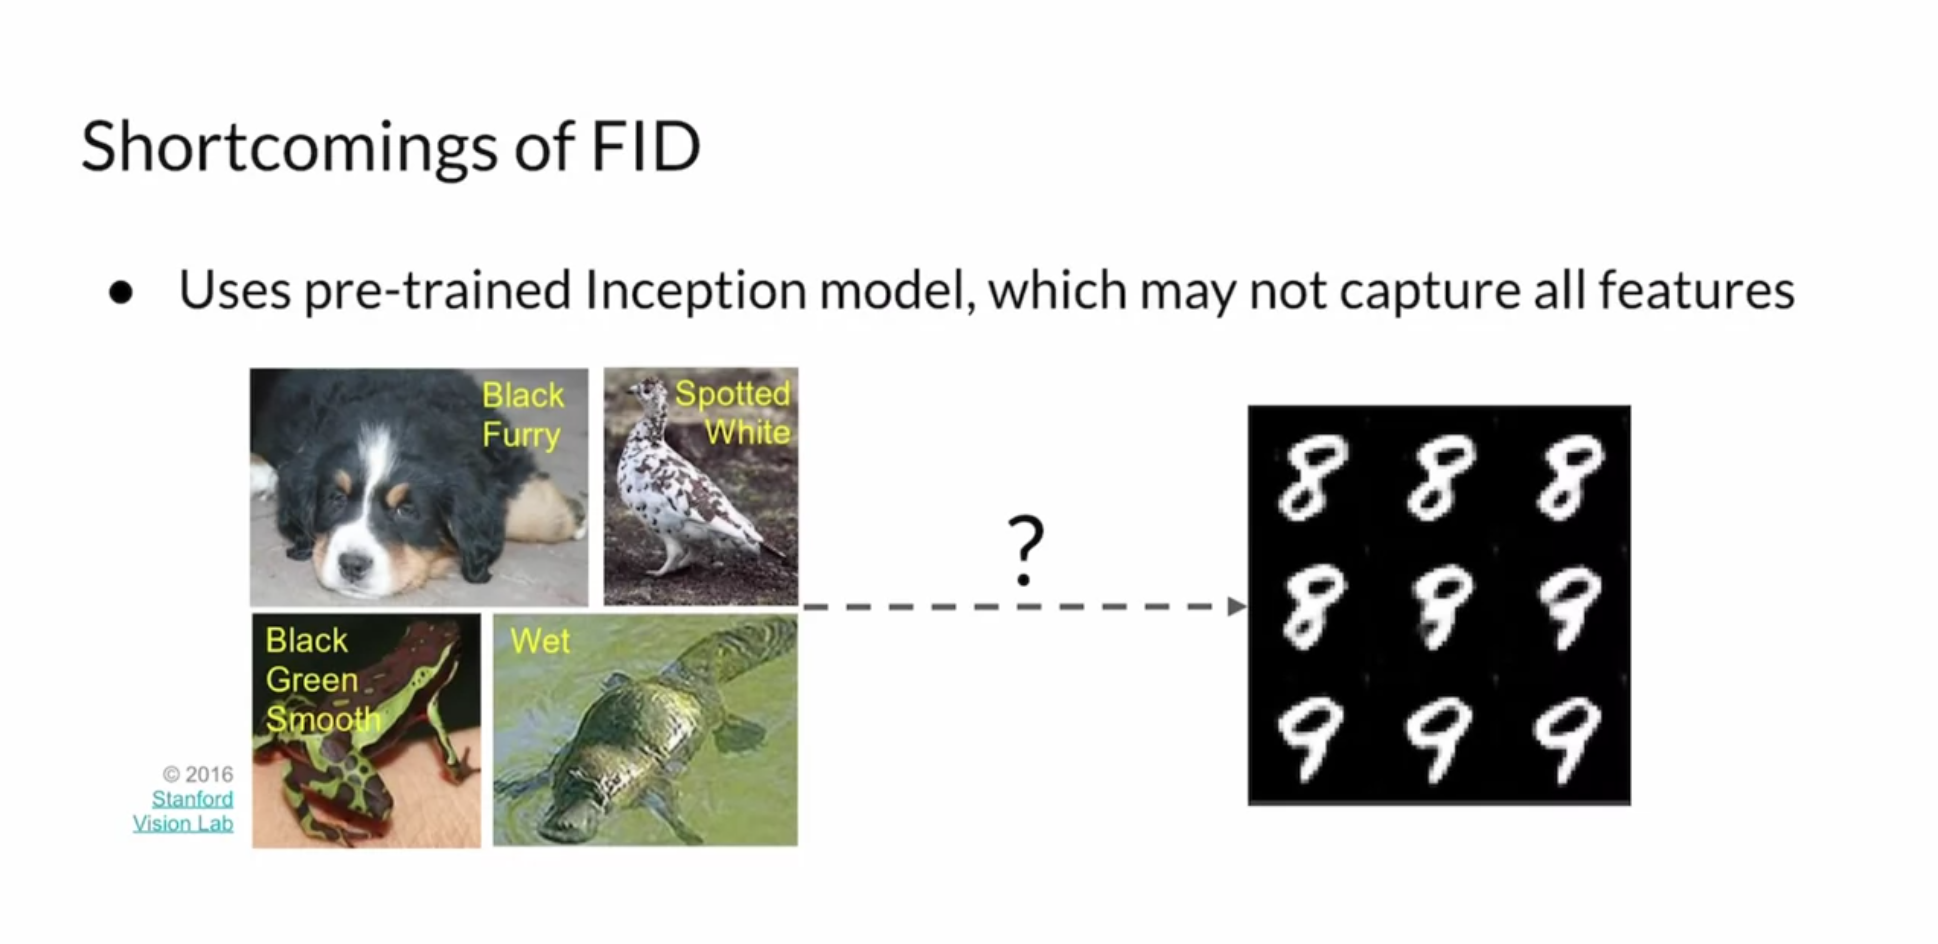 Shortcomings of FID
● Uses pre-trained Inception model, which may not capture all features
Black
Furry
Spotted
White
Black
Green
Smooth
Wet
© 2016
Stanford
Vision Lab
?
8 8 8
8 9 9
9 9 9